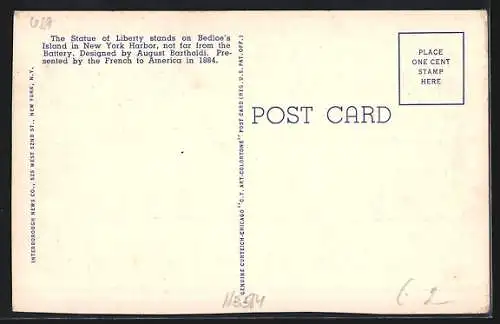 The Statue of Liberty stands on Bedloe's
Island in New York Harbor, not far from the
Battery. Designed by August Bartholdi. Pre-
sented by the French to America in 1884.
INTERBOROUGH NEWS CO., 525 WEST 52ND ST., NEW YORK, N.Y.
GENUINE CURTEICH-CHICAGO "C.T. ART-COLORTONE" POST CARD (REG. U.S. PAT. OFF.)
POST CARD
PLACE
ONE CENT
STAMP
HERE